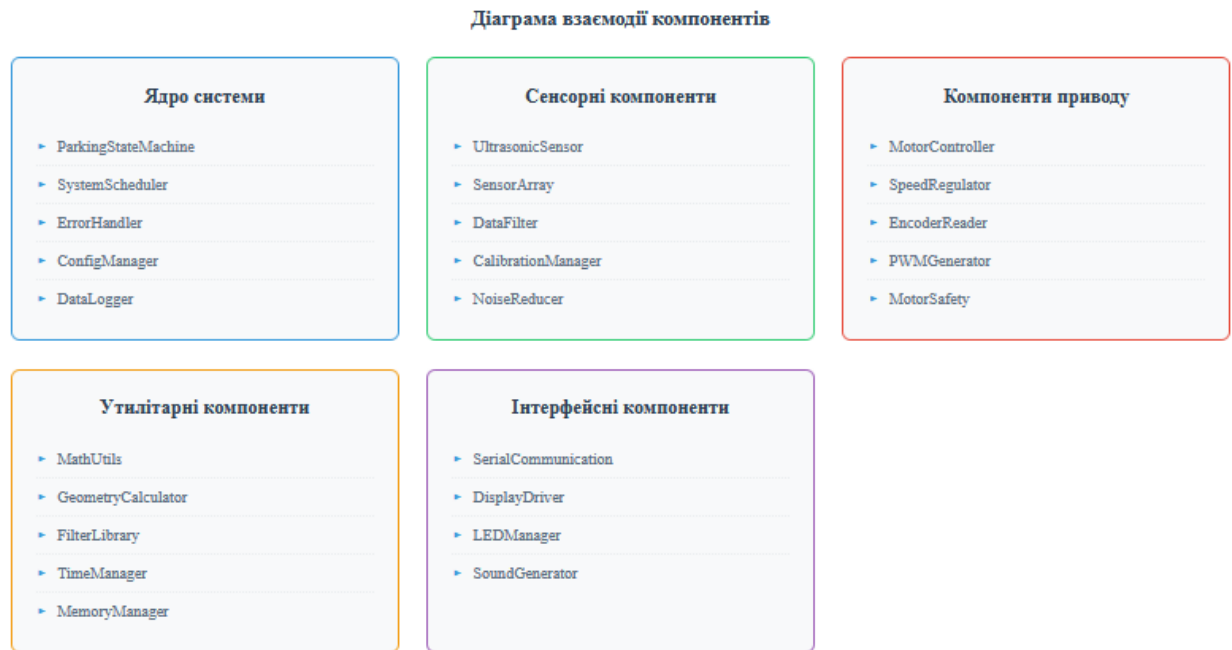 Діаграма взаємодії компонентів
Ядро системи
ParkingStateMachine
SystemScheduler
ErrorHandler
ConfigManager
DataLogger
Сенсорні компоненти
UltrasonicSensor
SensorArray
DataFilter
CalibrationManager
NoiseReducer
Компоненти приводу
MotorController
SpeedRegulator
EncoderReader
PWMGenerator
MotorSafety
Утилітарні компоненти
MathUtils
GeometryCalculator
FilterLibrary
TimeManager
MemoryManager
Інтерфейсні компоненти
SerialCommunication
DisplayDriver
LEDManager
SoundGenerator